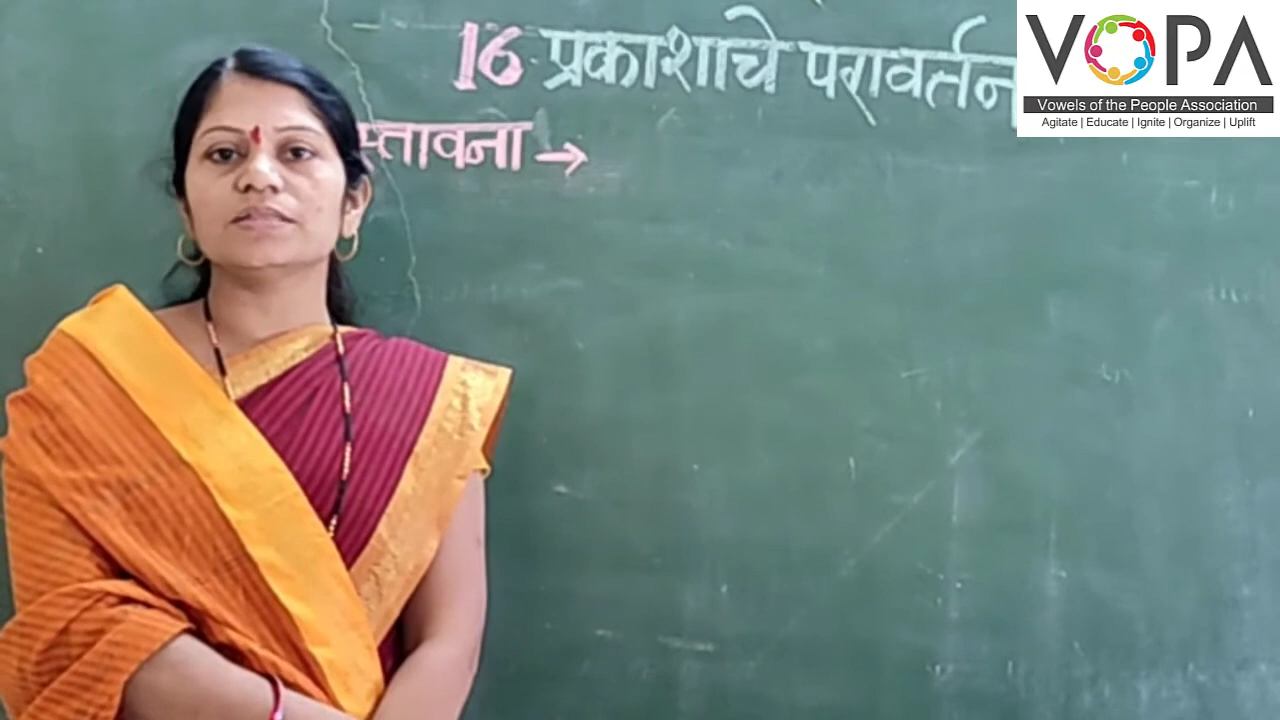 16 प्रकाशाचे परावर्तन
स्तावना →
VOPA
Vowels of the People Association
Agitate | Educate | Ignite | Organize | Uplift